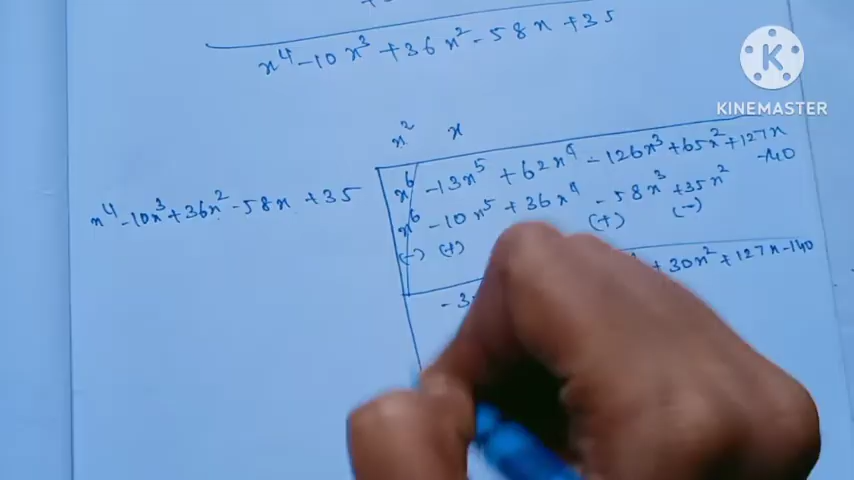 x⁴ - 10x³ + 36x² - 58x + 35
K
KINEMASTER
x² x
x⁴ - 10x³ + 36x² - 58x + 35
x⁶ - 13x⁵ + 62x⁴ - 126x³ + 65x² + 127x
-140
x⁶ - 10x⁵ + 36x⁴ - 58x³ + 35x²
(-) (+) (+) (-)
+ 30x² + 127x - 140
- 3